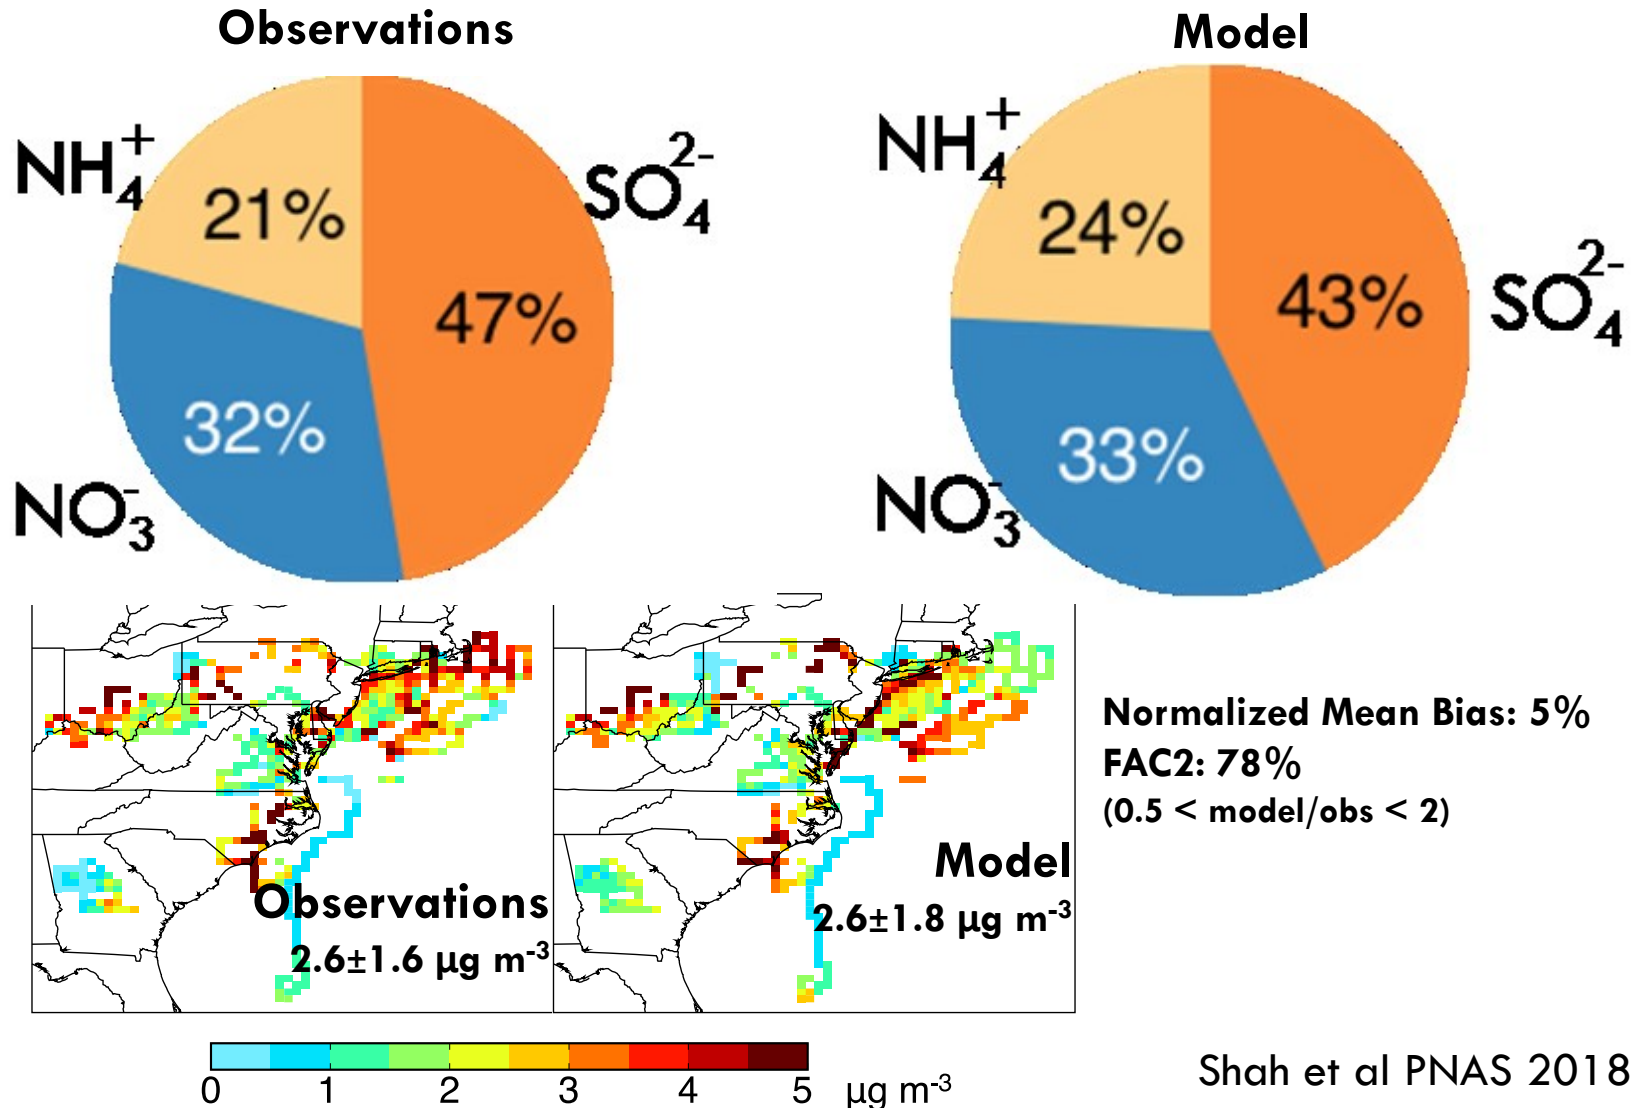 Observations
Model
NH₄⁺
21%
SO₄²⁻
47%
32%
NO₃⁻
NH₄⁺
24%
43%
SO₄²⁻
33%
NO₃⁻
Normalized Mean Bias: 5%
FAC2: 78%
(0.5 < model/obs < 2)
Observations
2.6±1.6 µg m⁻³
Model
2.6±1.8 µg m⁻³
0 1 2 3 4 5 µg m⁻³
Shah et al PNAS 2018